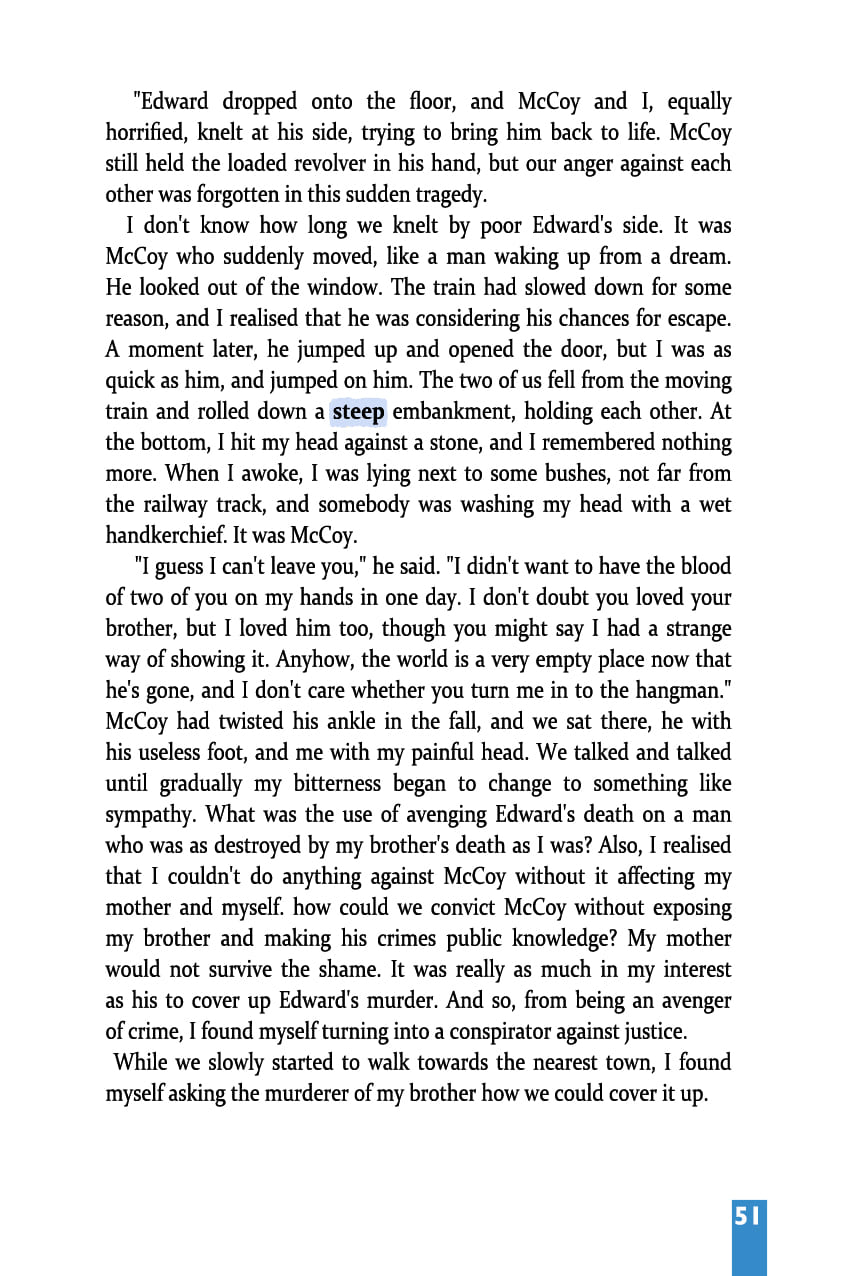 "Edward dropped onto the floor, and McCoy and I, equally
horrified, knelt at his side, trying to bring him back to life. McCoy
still held the loaded revolver in his hand, but our anger against each
other was forgotten in this sudden tragedy.
I don't know how long we knelt by poor Edward's side. It was
McCoy who suddenly moved, like a man waking up from a dream.
He looked out of the window. The train had slowed down for some
reason, and I realised that he was considering his chances for escape.
A moment later, he jumped up and opened the door, but I was as
quick as him, and jumped on him. The two of us fell from the moving
train and rolled down a steep embankment, holding each other. At
the bottom, I hit my head against a stone, and I remembered nothing
more. When I awoke, I was lying next to some bushes, not far from
the railway track, and somebody was washing my head with a wet
handkerchief. It was McCoy.
"I guess I can't leave you," he said. "I didn't want to have the blood
of two of you on my hands in one day. I don't doubt you loved your
brother, but I loved him too, though you might say I had a strange
way of showing it. Anyhow, the world is a very empty place now that
he's gone, and I don't care whether you turn me in to the hangman."
McCoy had twisted his ankle in the fall, and we sat there, he with
his useless foot, and me with my painful head. We talked and talked
until gradually my bitterness began to change to something like
sympathy. What was the use of avenging Edward's death on a man
who was as destroyed by my brother's death as I was? Also, I realised
that I couldn't do anything against McCoy without it affecting my
mother and myself. how could we convict McCoy without exposing
my brother and making his crimes public knowledge? My mother
would not survive the shame. It was really as much in my interest
as his to cover up Edward's murder. And so, from being an avenger
of crime, I found myself turning into a conspirator against justice.
While we slowly started to walk towards the nearest town, I found
myself asking the murderer of my brother how we could cover it up.
51